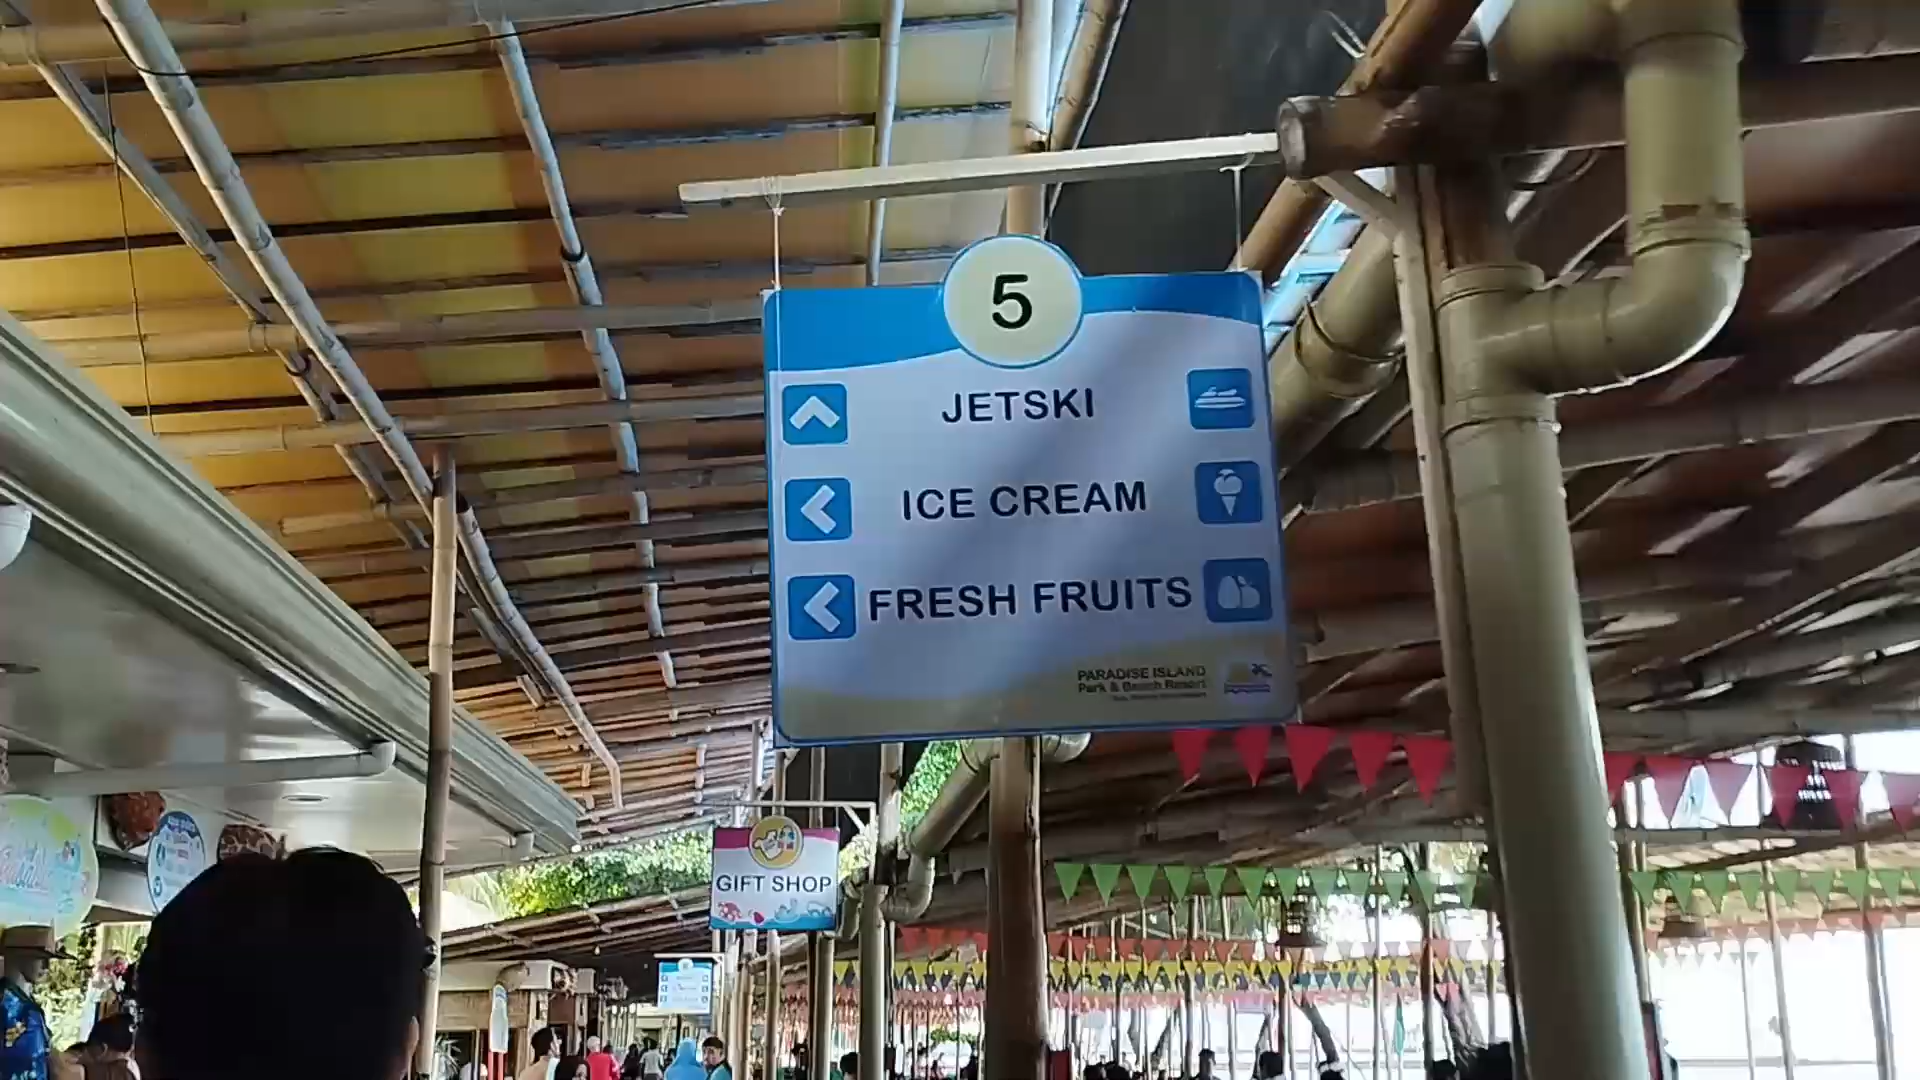 5
JETSKI
ICE CREAM
FRESH FRUITS
PARADISE ISLAND
Park & Beach Resort
GIFT SHOP